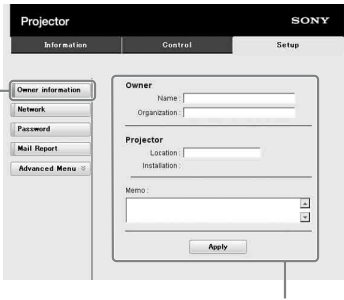 Projector
SONY
Information
Control
Setup
Owner information
Network
Password
Mail Report
Advanced Menu
Owner
Name :
Organization :
Projector
Location :
Installation :
Memo :
Apply